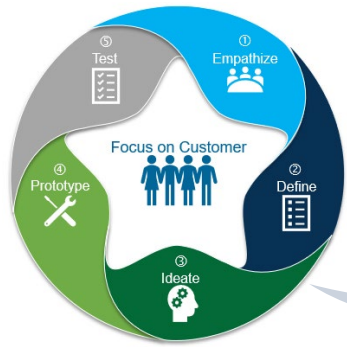 ①
Empathize
②
Define
③
Ideate
④
Prototype
⑤
Test
Focus on Customer